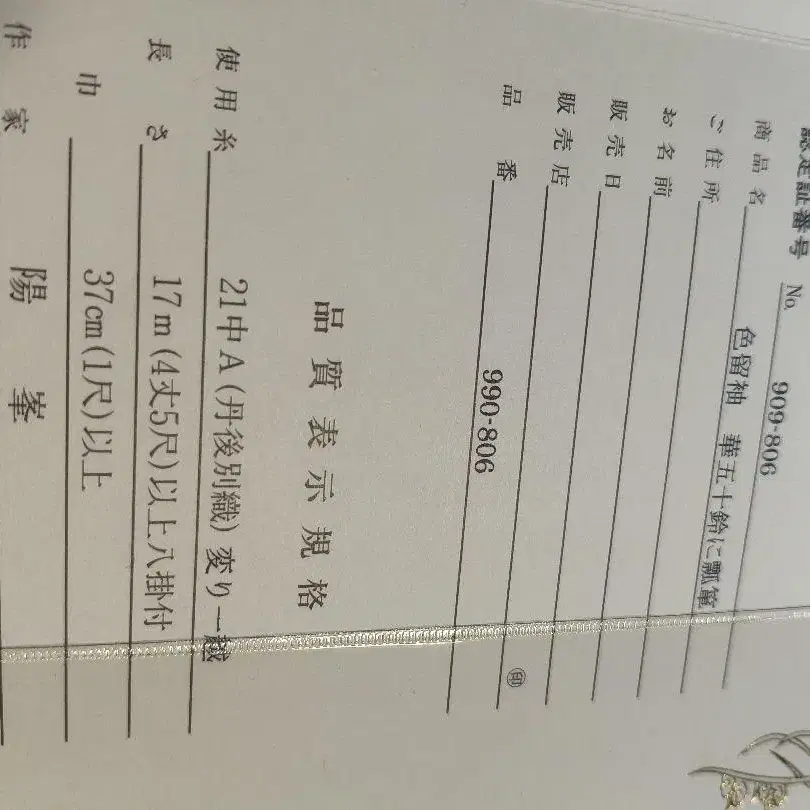 認定証番号 No. 909-806
商品名 色留袖 華五十鈴に瓢箪
ご住所
お名前
販売日
販売店 ㊞
品番 990-806
品質表示規格
使用糸 21中A(丹後別織)変り一越
長さ 17m(4丈5尺)以上八掛付
巾 37cm(1尺)以上
作家 陽峯